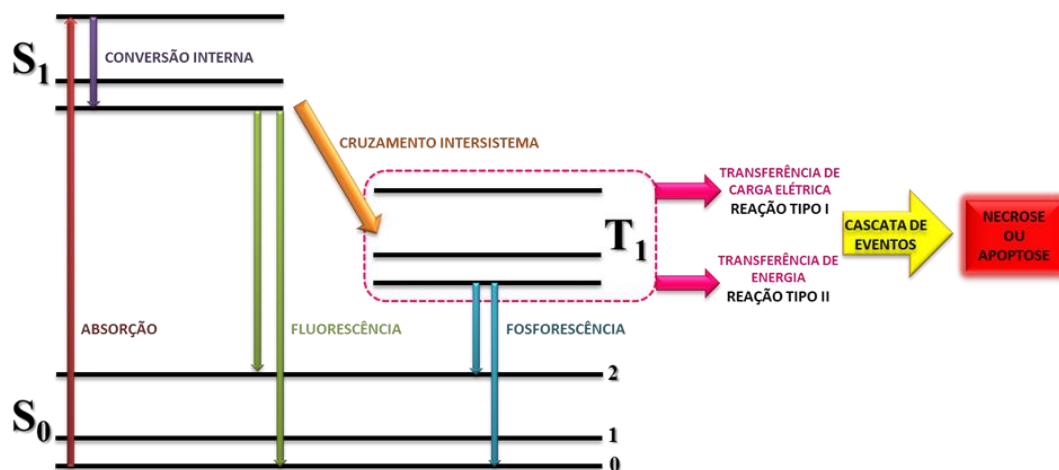 S1
CONVERSÃO INTERNA
CRUZAMENTO INTERSISTEMA
T1
TRANSFERÊNCIA DE
CARGA ELÉTRICA
REAÇÃO TIPO I
TRANSFERÊNCIA DE
ENERGIA
REAÇÃO TIPO II
CASCATA DE
EVENTOS
NECROSE
OU
APOPTOSE
ABSORÇÃO
FLUORESCÊNCIA
FOSFORESCÊNCIA
S0
2
1
0